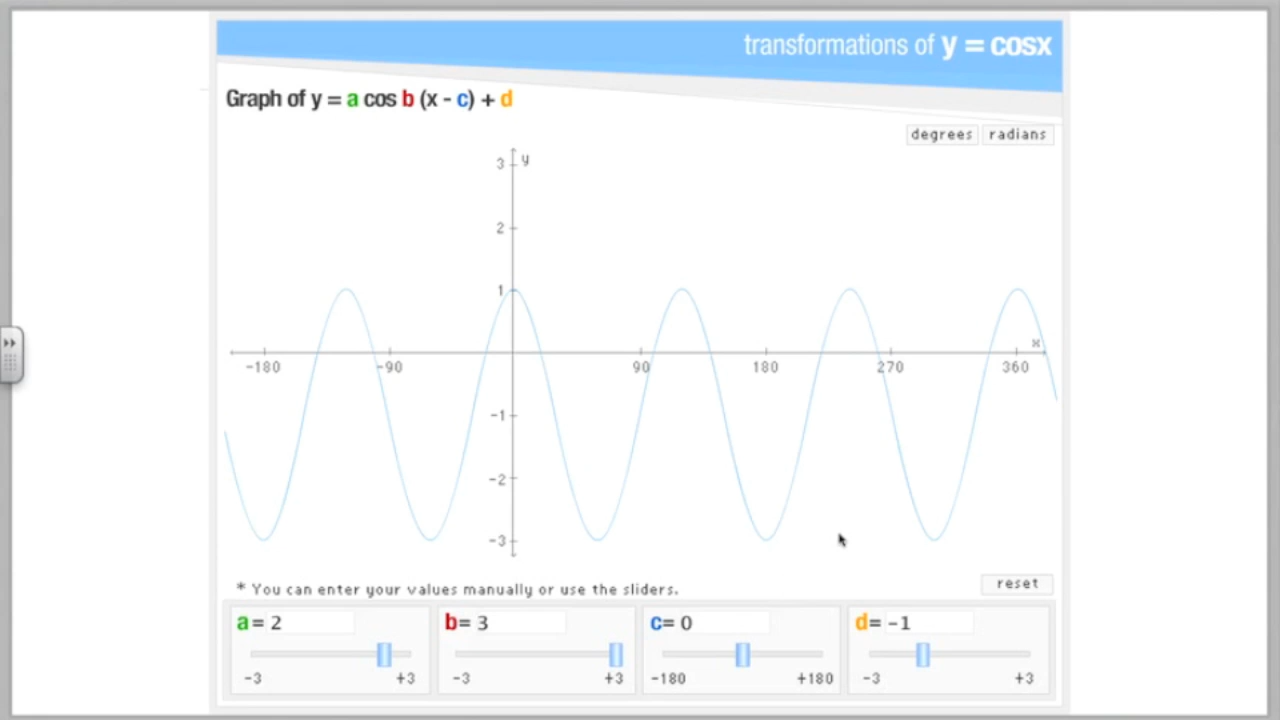 transformations of y = cosx
Graph of y = a cos b (x - c) + d
degrees radians
3 y
2
1
x
-180 -90 90 180 270 360
-1
-2
-3
* You can enter your values manually or use the sliders.
reset
a= 2 b= 3 c= 0 d= -1
-3 +3 -3 +3 -180 +180 -3 +3